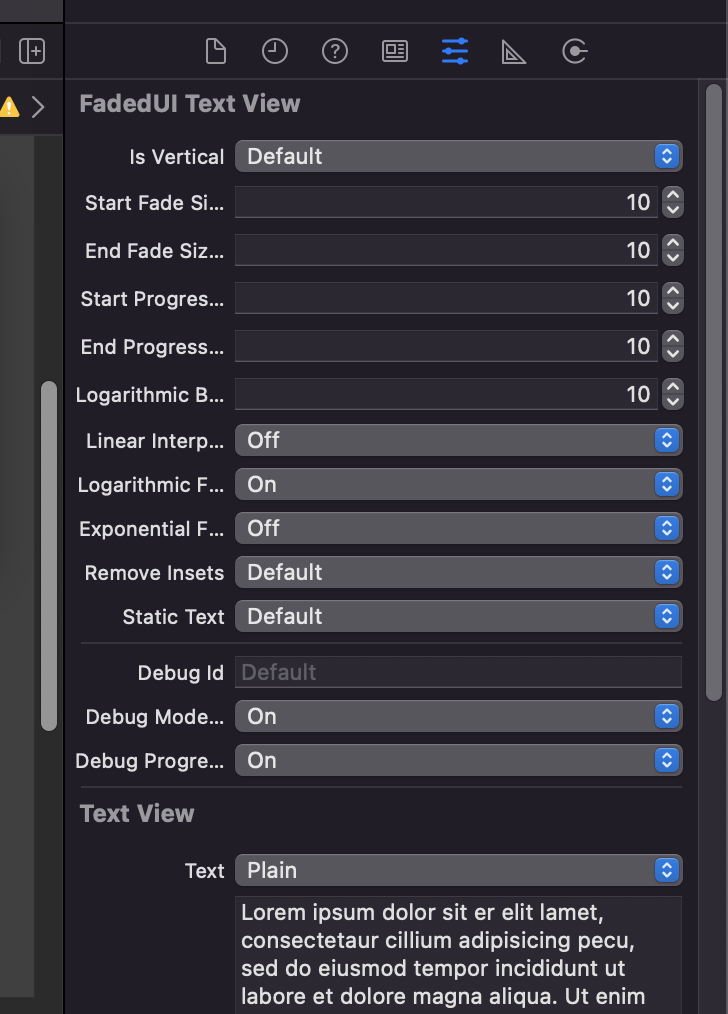 FadedUI Text View
Is Vertical Default
Start Fade Si... 10
End Fade Siz... 10
Start Progres... 10
End Progress... 10
Logarithmic B... 10
Linear Interp... Off
Logarithmic F... On
Exponential F... Off
Remove Insets Default
Static Text Default
Debug Id Default
Debug Mode... On
Debug Progre... On
Text View
Text Plain
Lorem ipsum dolor sit er elit lamet,
consectetaur cillium adipisicing pecu,
sed do eiusmod tempor incididunt ut
labore et dolore magna aliqua. Ut enim